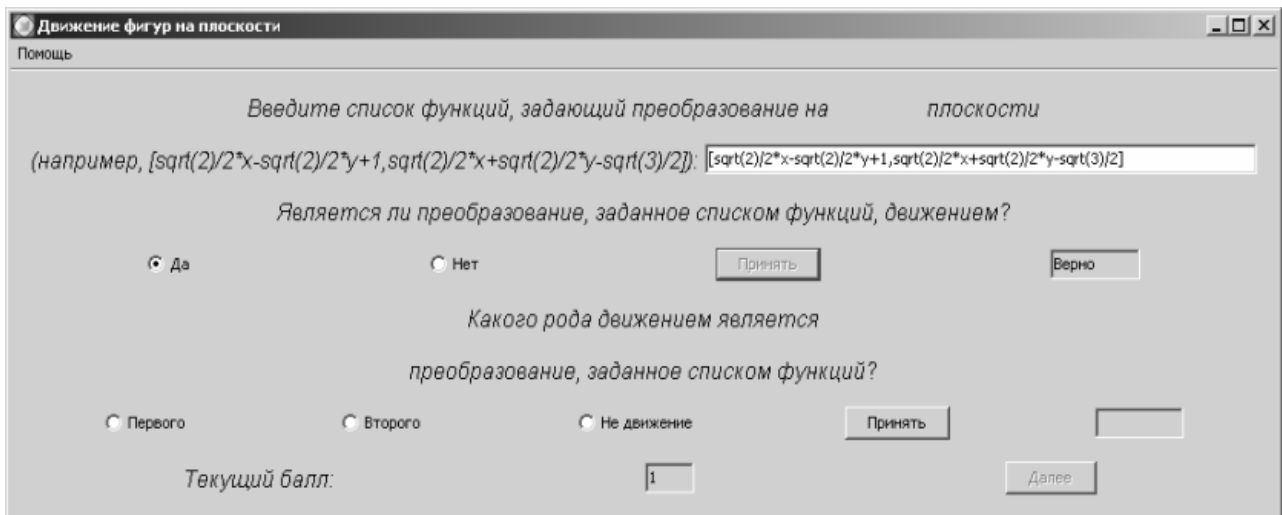 Движение фигур на плоскости
Помощь
Введите список функций, задающий преобразование на плоскости
(например, [sqrt(2)/2*x-sqrt(2)/2*y+1,sqrt(2)/2*x+sqrt(2)/2*y-sqrt(3)/2]): [sqrt(2)/2*x-sqrt(2)/2*y+1,sqrt(2)/2*x+sqrt(2)/2*y-sqrt(3)/2]
Является ли преобразование, заданное списком функций, движением?
Да Нет Принять Верно
Какого рода движением является
преобразование, заданное списком функций?
Первого Второго Не движение Принять
Текущий балл: 1 Далее